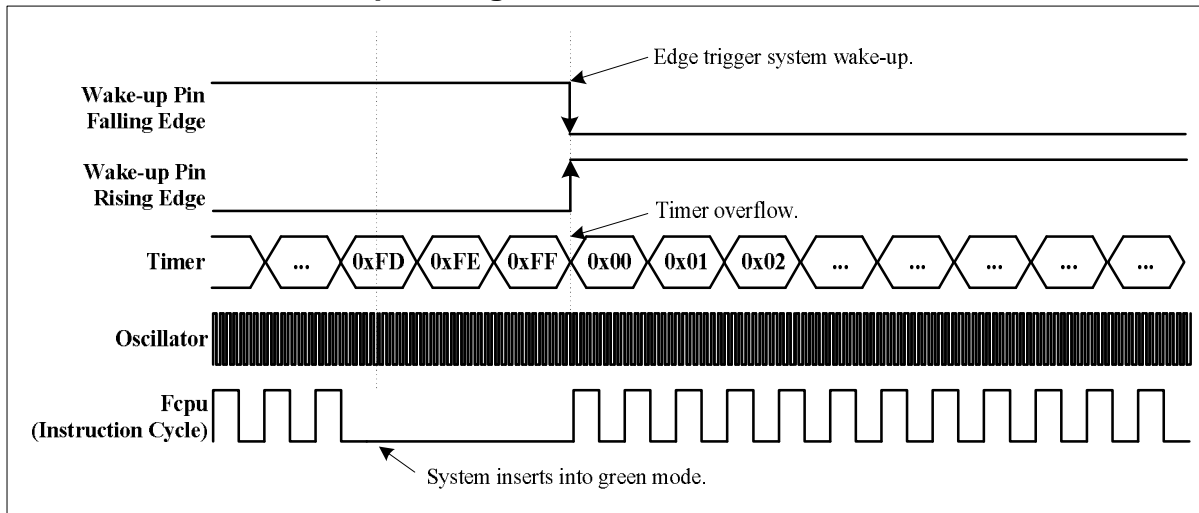 Edge trigger system wake-up.
Wake-up Pin
Falling Edge
Wake-up Pin
Rising Edge
Timer overflow.
Timer
... 0xFD 0xFE 0xFF 0x00 0x01 0x02 ... ... ... ... ...
Oscillator
Fcpu
(Instruction Cycle)
System inserts into green mode.